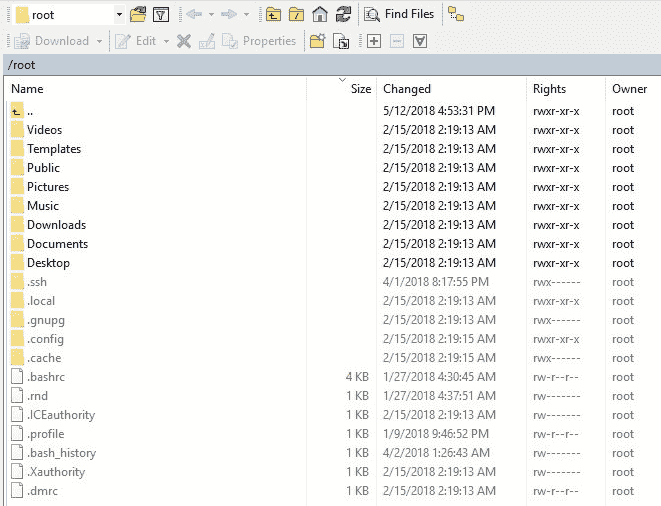 root Find Files
Download Edit Properties
/root
Name Size Changed Rights Owner
.. 5/12/2018 4:53:31 PM rwxr-xr-x root
Videos 2/15/2018 2:19:13 AM rwxr-xr-x root
Templates 2/15/2018 2:19:13 AM rwxr-xr-x root
Public 2/15/2018 2:19:13 AM rwxr-xr-x root
Pictures 2/15/2018 2:19:13 AM rwxr-xr-x root
Music 2/15/2018 2:19:13 AM rwxr-xr-x root
Downloads 2/15/2018 2:19:13 AM rwxr-xr-x root
Documents 2/15/2018 2:19:13 AM rwxr-xr-x root
Desktop 2/15/2018 2:19:13 AM rwxr-xr-x root
.ssh 4/1/2018 8:17:55 PM rwx------ root
.local 2/15/2018 2:19:13 AM rwxr-xr-x root
.gnupg 2/15/2018 2:19:13 AM rwx------ root
.config 2/15/2018 2:19:15 AM rwxr-xr-x root
.cache 2/15/2018 2:19:15 AM rwx------ root
.bashrc 4 KB 1/27/2018 4:30:45 AM rw-r--r-- root
.rnd 1 KB 1/27/2018 4:37:51 AM rw------- root
.ICEauthority 1 KB 2/15/2018 2:19:13 AM rw------- root
.profile 1 KB 1/9/2018 9:46:52 PM rw-r--r-- root
.bash_history 1 KB 4/2/2018 1:26:43 AM rw------- root
.Xauthority 1 KB 2/15/2018 2:19:13 AM rw------- root
.dmrc 1 KB 2/15/2018 2:19:13 AM rw-r--r-- root